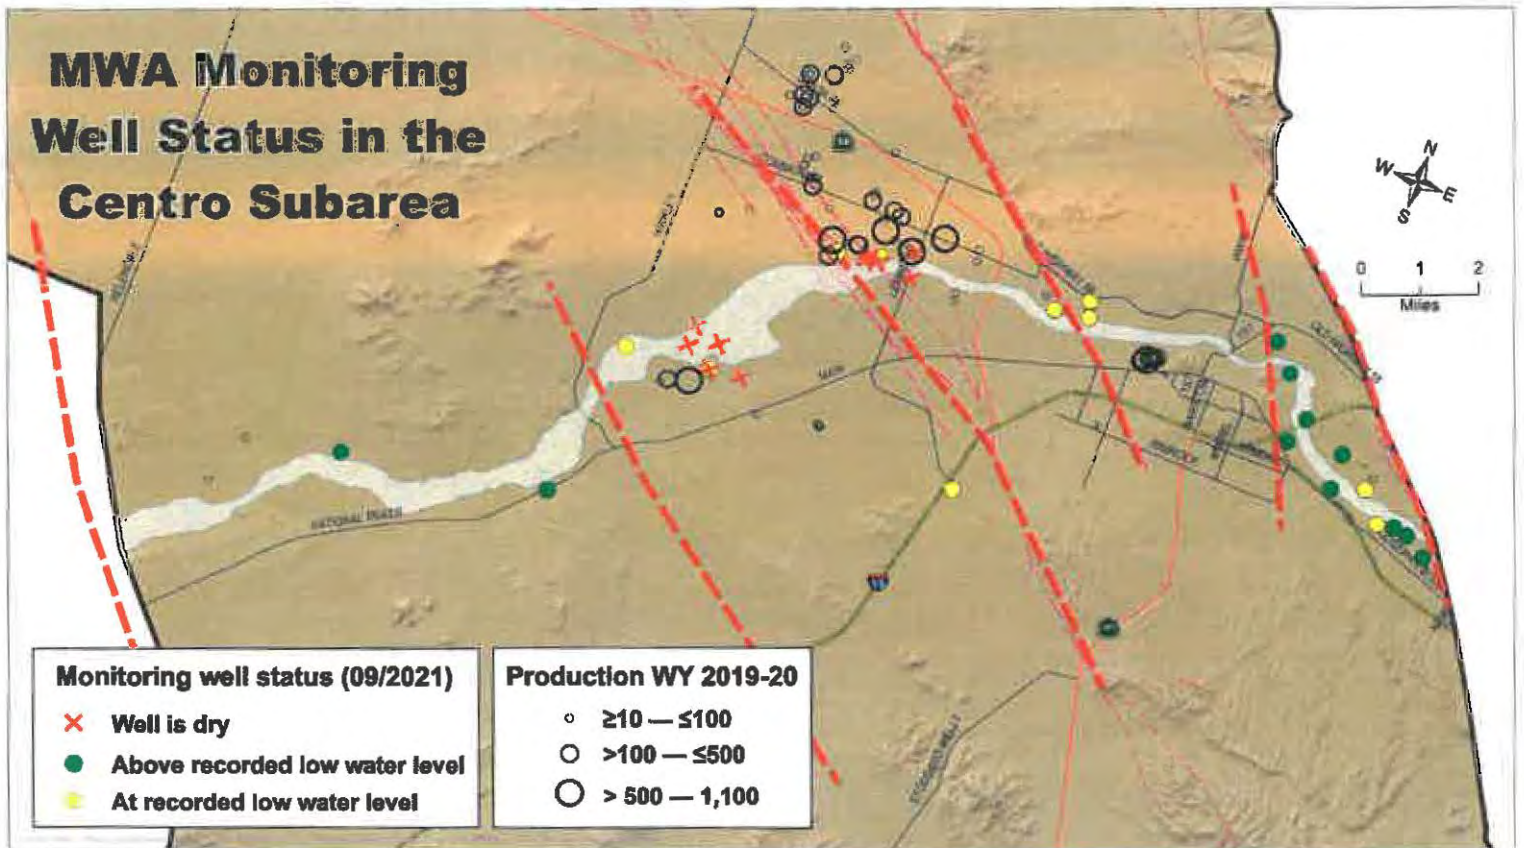 MWA Monitoring
Well Status in the
Centro Subarea
N
W
E
S
0 1 2
Miles
HINKLEY
MAIN
NATIONAL TRAILS
Monitoring well status (09/2021)
Well is dry
Above recorded low water level
At recorded low water level
Production WY 2019-20
≥10 — ≤100
>100 — ≤500
> 500 — 1,100